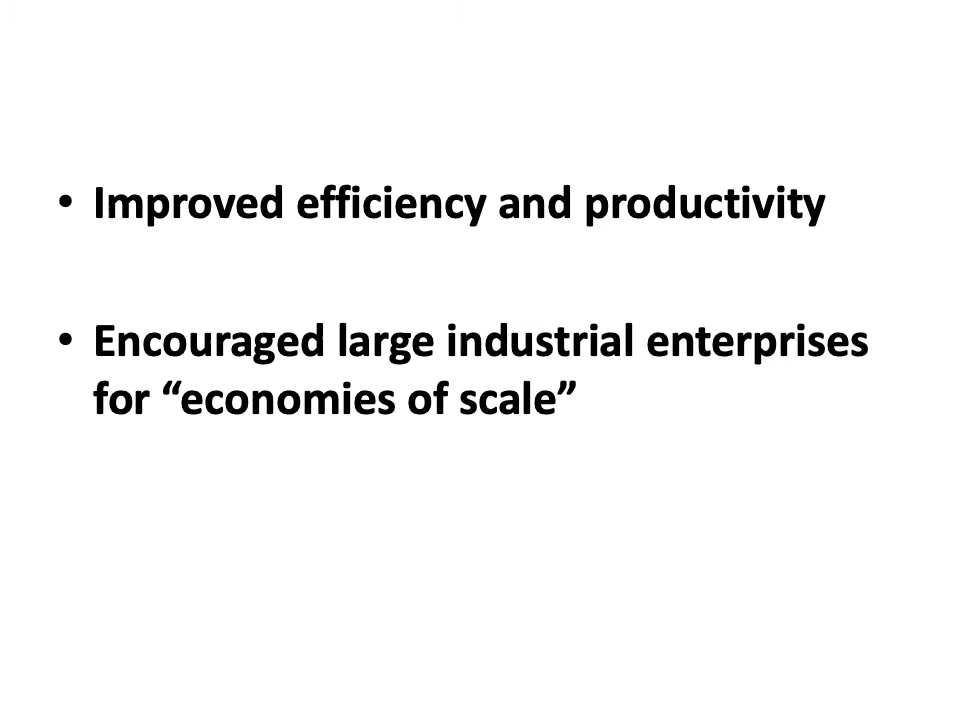 • Improved efficiency and productivity
• Encouraged large industrial enterprises
for “economies of scale”